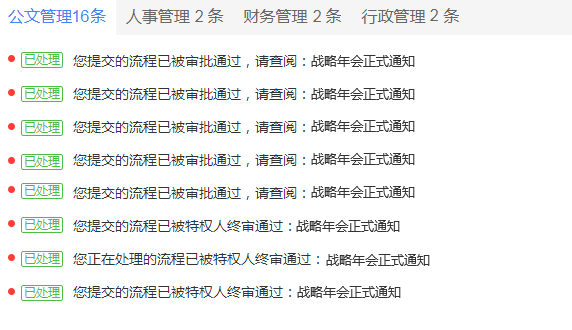 公文管理16条 人事管理 2 条 财务管理 2 条 行政管理 2 条
已处理 您提交的流程已被审批通过，请查阅：战略年会正式通知
已处理 您提交的流程已被审批通过，请查阅：战略年会正式通知
已处理 您提交的流程已被审批通过，请查阅：战略年会正式通知
已处理 您提交的流程已被审批通过，请查阅：战略年会正式通知
已处理 您提交的流程已被审批通过，请查阅：战略年会正式通知
已处理 您提交的流程已被特权人终审通过：战略年会正式通知
已处理 您正在处理的流程已被特权人终审通过：战略年会正式通知
已处理 您提交的流程已被特权人终审通过：战略年会正式通知